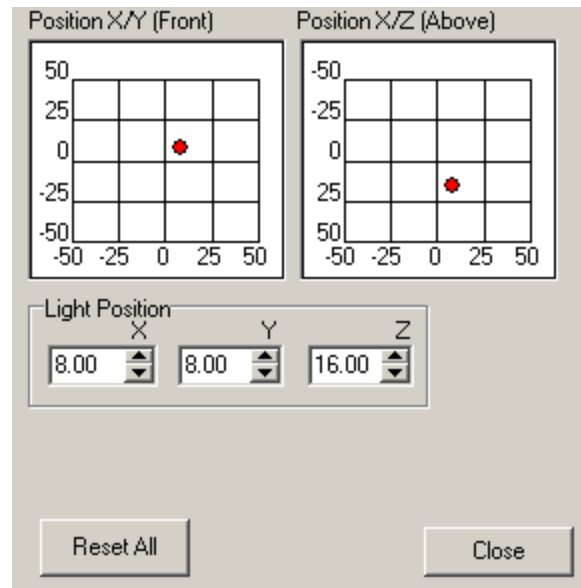 Position X/Y (Front)
50
25
0
-25
-50
-50 -25 0 25 50
Position X/Z (Above)
-50
-25
0
25
50
-50 -25 0 25 50
Light Position
X Y Z
8.00 8.00 16.00
Reset All
Close